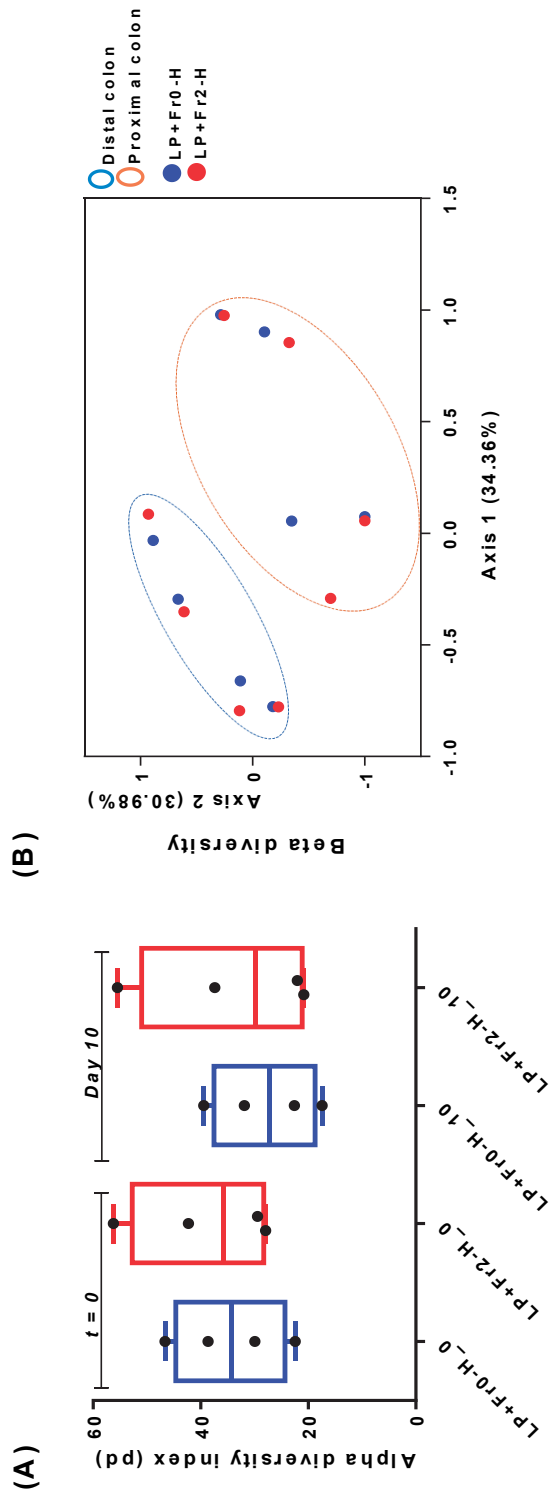 (A)
t = 0
Day 10
Alpha diversity index (pd)
60
40
20
0
LP+Fr0-H_0
LP+Fr2-H_0
LP+Fr0-H_10
LP+Fr2-H_10
(B)
Beta diversity
Axis 2 (30.98%)
1
0
-1
-1.0
-0.5
0.0
0.5
1.0
1.5
Axis 1 (34.36%)
Distal colon
Proximal colon
LP+Fr0-H
LP+Fr2-H